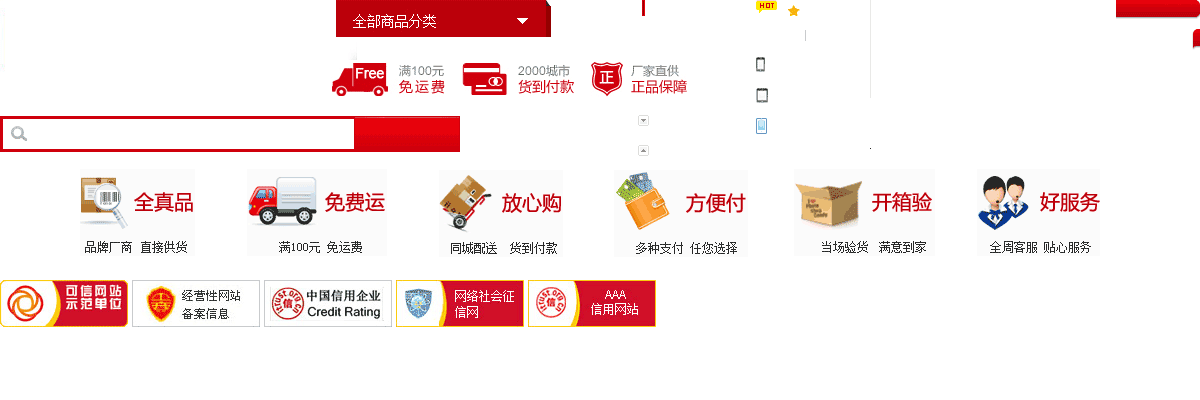 HOT
全部商品分类
Free
满100元
免运费
2000城市
货到付款
正
厂家直供
正品保障
全真品
品牌厂商 直接供货
免费运
满100元 免运费
放心购
同城配送 货到付款
方便付
多种支付 任您选择
开箱验
当场验货 满意到家
好服务
全周客服 贴心服务
可信网站
示范单位
经营性网站
备案信息
信
中国信用企业
Credit Rating
网络社会征
信网
信
AAA
信用网站